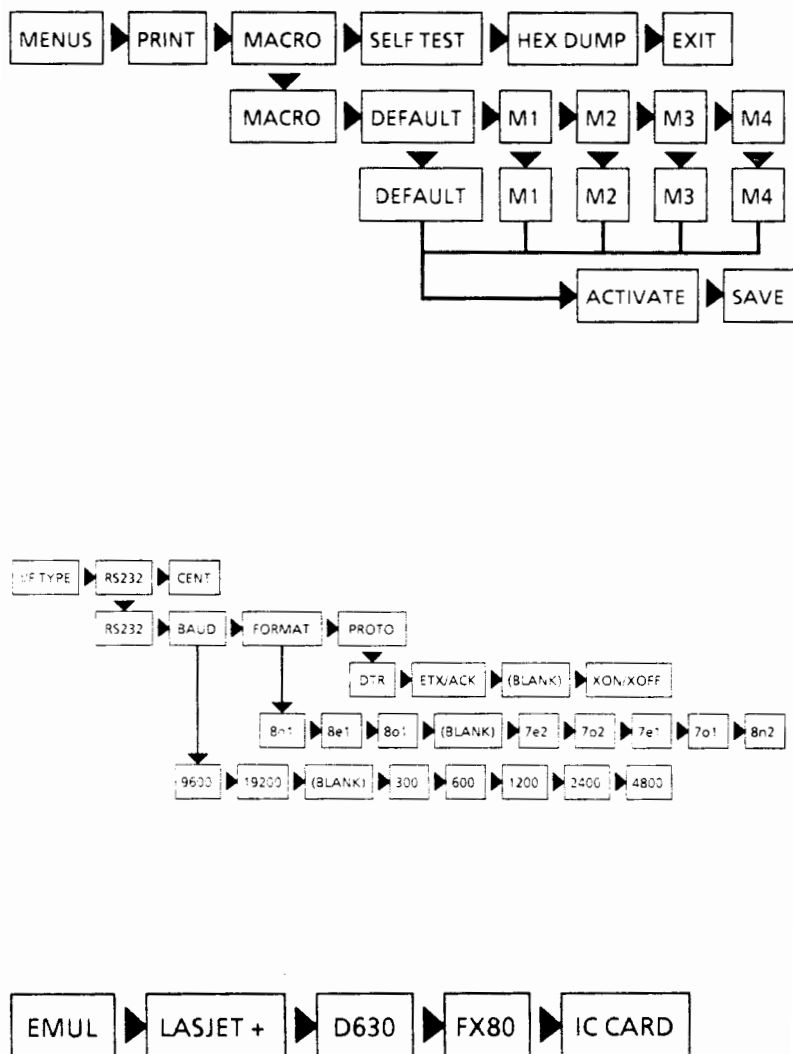 MENUS PRINT MACRO SELF TEST HEX DUMP EXIT
MACRO DEFAULT M1 M2 M3 M4
DEFAULT M1 M2 M3 M4
ACTIVATE SAVE
I/F TYPE RS232 CENT
RS232 BAUD FORMAT PROTO
DTR ETX/ACK (BLANK) XON/XOFF
8n1 8e1 8o1 (BLANK) 7e2 7o2 7e1 7o1 8n2
9600 19200 (BLANK) 300 600 1200 2400 4800
EMUL LASJET + D630 FX80 IC CARD